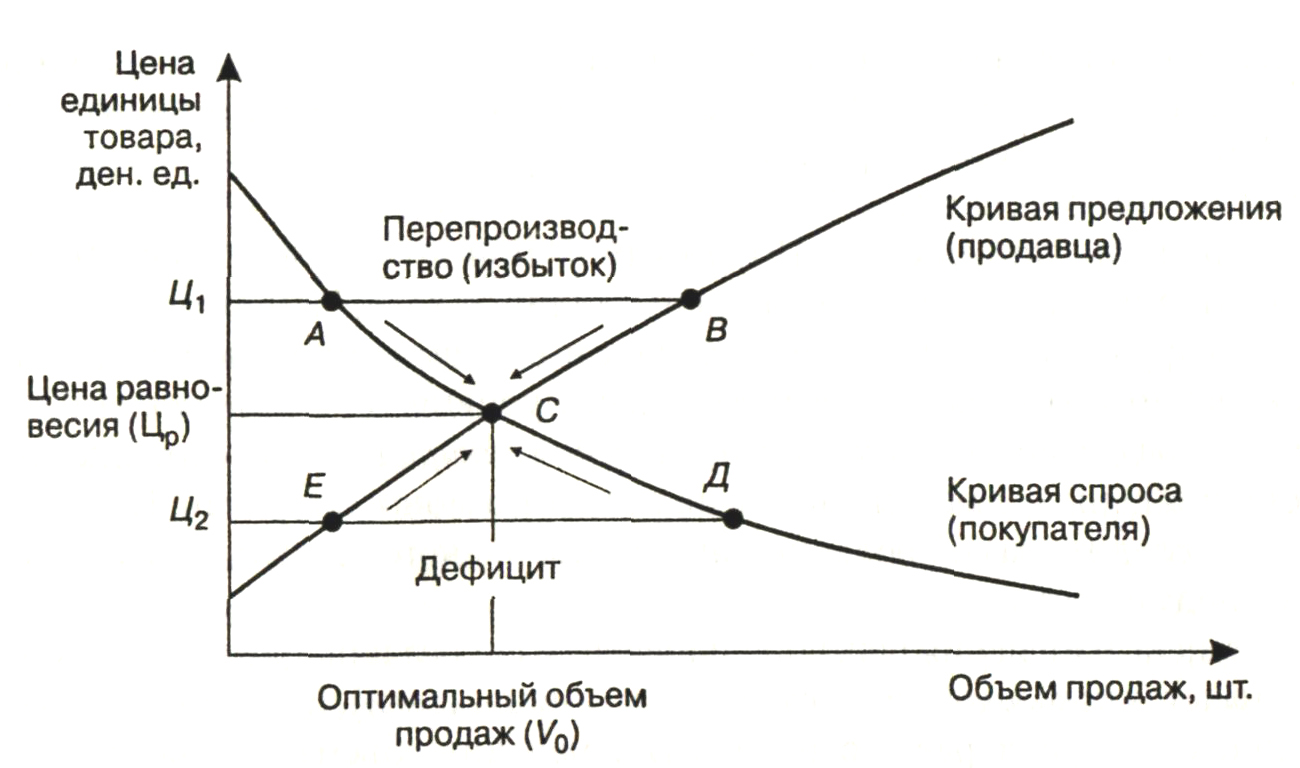 Цена
единицы
товара,
ден. ед.
Перепроизвод-
ство (избыток)
Кривая предложения
(продавца)
Ц1
A
B
Цена равно-
весия (Цр)
C
E
Д
Ц2
Кривая спроса
(покупателя)
Дефицит
Оптимальный объем
продаж (V0)
Объем продаж, шт.